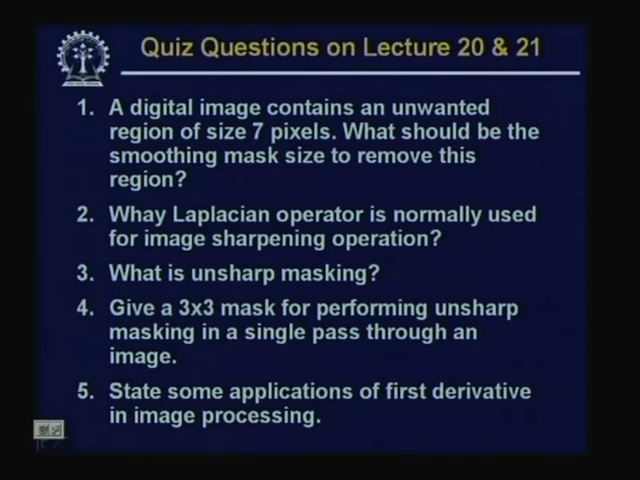 Quiz Questions on Lecture 20 & 21
1. A digital image contains an unwanted
region of size 7 pixels. What should be the
smoothing mask size to remove this
region?
2. Whay Laplacian operator is normally used
for image sharpening operation?
3. What is unsharp masking?
4. Give a 3x3 mask for performing unsharp
masking in a single pass through an
image.
5. State some applications of first derivative
in image processing.